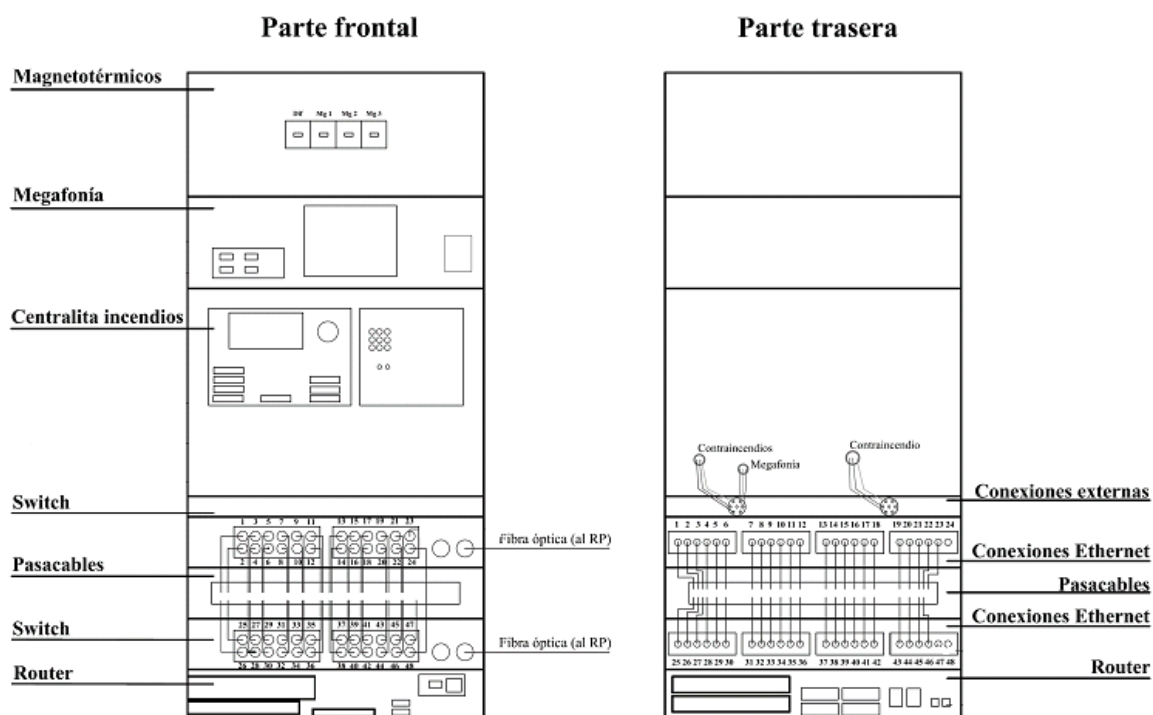 Parte frontal
Parte trasera
Magnetotérmicos
Dif Mg 1 Mg 2 Mg 3
Megafonía
Centralita incendios
Contraincendios
Megafonía
Contraincendio
Switch
Conexiones externas
1 3 5 7 9 11 13 15 17 19 21 23
2 4 6 8 10 12 14 16 18 20 22 24
Fibra óptica (al RP)
1 2 3 4 5 6 7 8 9 10 11 12 13 14 15 16 17 18 19 20 21 22 23 24
Conexiones Ethernet
Pasacables
Pasacables
Switch
Conexiones Ethernet
25 27 29 31 33 35 37 39 41 43 45 47
26 28 30 32 34 36 38 40 42 44 46 48
Fibra óptica (al RP)
25 26 27 28 29 30 31 32 33 34 35 36 37 38 39 40 41 42 43 44 45 46 47 48
Router
Router